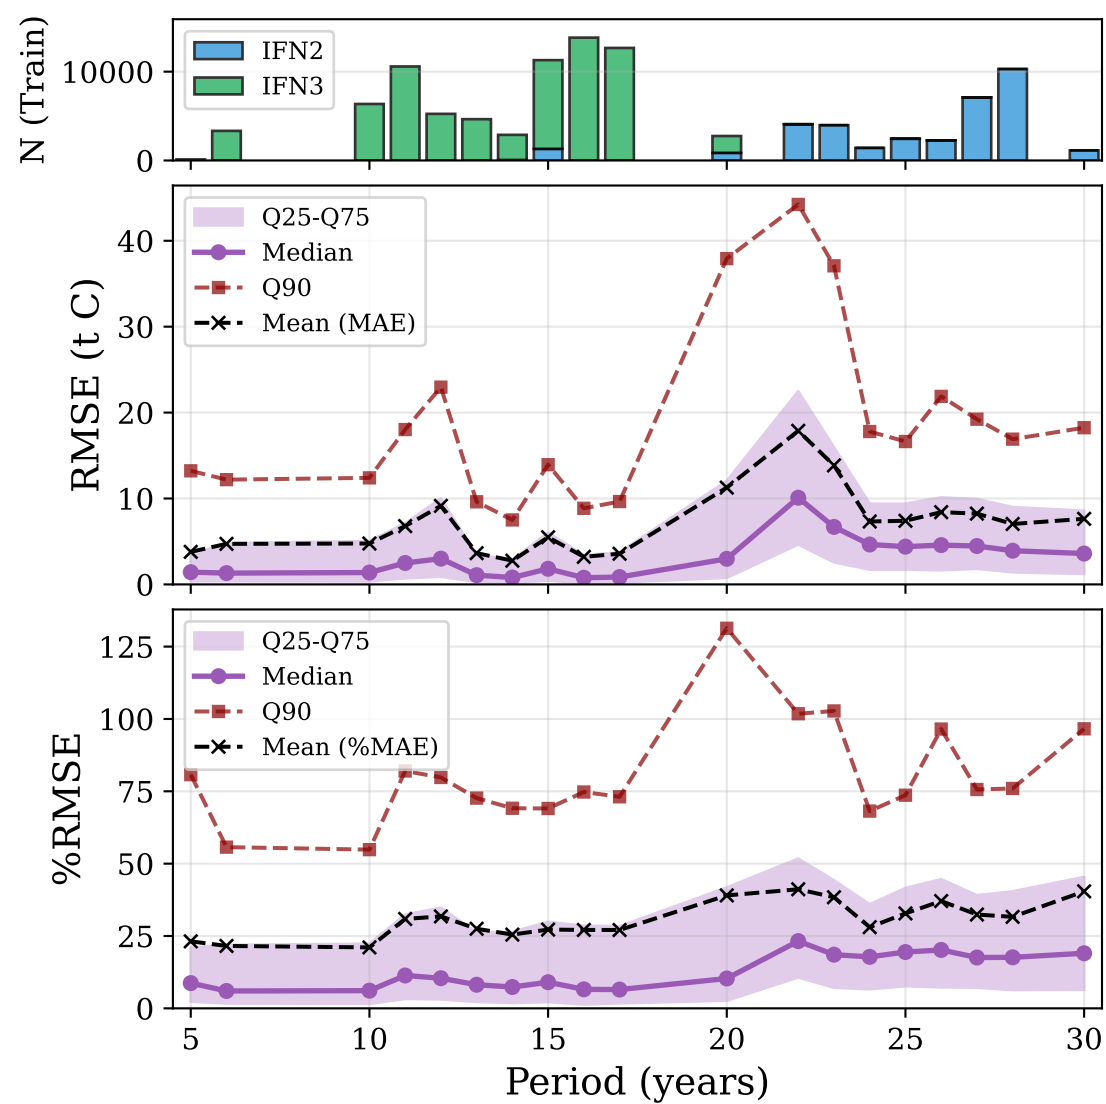 N (Train)
10000
0
IFN2
IFN3
RMSE (t C)
40
30
20
10
0
Q25-Q75
Median
Q90
Mean (MAE)
%RMSE
125
100
75
50
25
0
Q25-Q75
Median
Q90
Mean (%MAE)
5 10 15 20 25 30
Period (years)